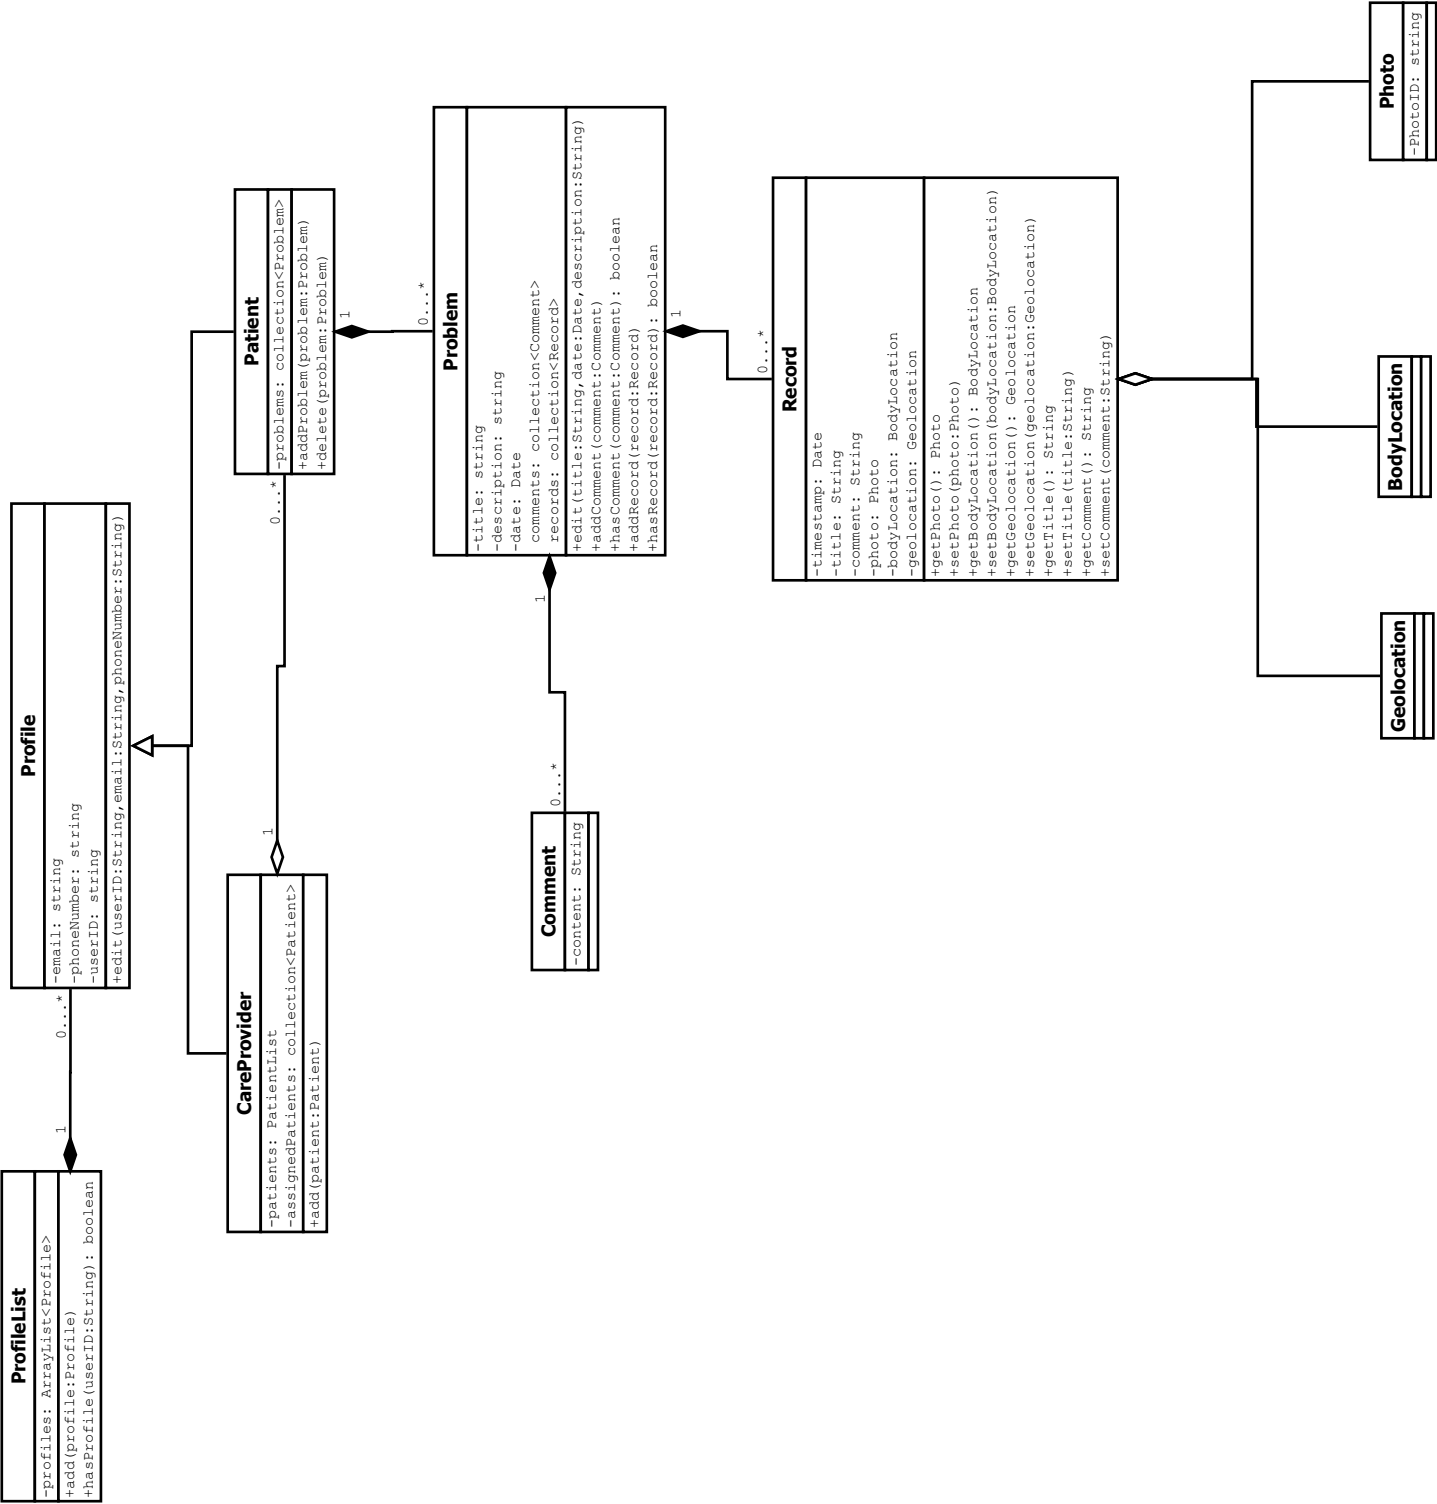 ProfileList
-profiles: ArrayList<Profile>
+add(profile:Profile)
+hasProfile(userID:String): boolean
1
0...*
Profile
-email: string
-phoneNumber: string
-userID: string
+edit(userID:String,email:String,phoneNumber:String)
CareProvider
-patients: PatientList
-assignedPatients: collection<Patient>
+add(patient:Patient)
1
0...*
Patient
-problems: collection<Problem>
+addProblem(problem:Problem)
+delete(problem:Problem)
1
0...*
Problem
-title: string
-description: string
-date: Date
comments: collection<Comment>
records: collection<Record>
+edit(title:String,date:Date,description:String)
+addComment(comment:Comment)
+hasComment(comment:Comment): boolean
+addRecord(record:Record)
+hasRecord(record:Record): boolean
1
0...*
Comment
-content: String
1
0...*
Record
-timestamp: Date
-title: String
-comment: String
-photo: Photo
-bodyLocation: BodyLocation
-geolocation: Geolocation
+getPhoto(): Photo
+setPhoto(photo:Photo)
+getBodyLocation(): BodyLocation
+setBodyLocation(bodyLocation:BodyLocation)
+getGeolocation(): Geolocation
+setGeolocation(geolocation:Geolocation)
+getTitle(): String
+setTitle(title:String)
+getComment(): String
+setComment(comment:String)
Geolocation
BodyLocation
Photo
-PhotoID: string